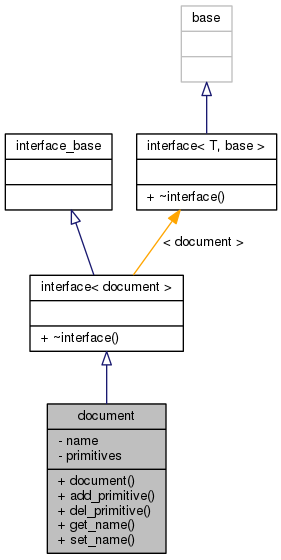 base
interface_base
interface< T, base >
+ ~interface()
< document >
interface< document >
+ ~interface()
document
- name
- primitives
+ document()
+ add_primitive()
+ del_primitive()
+ get_name()
+ set_name()